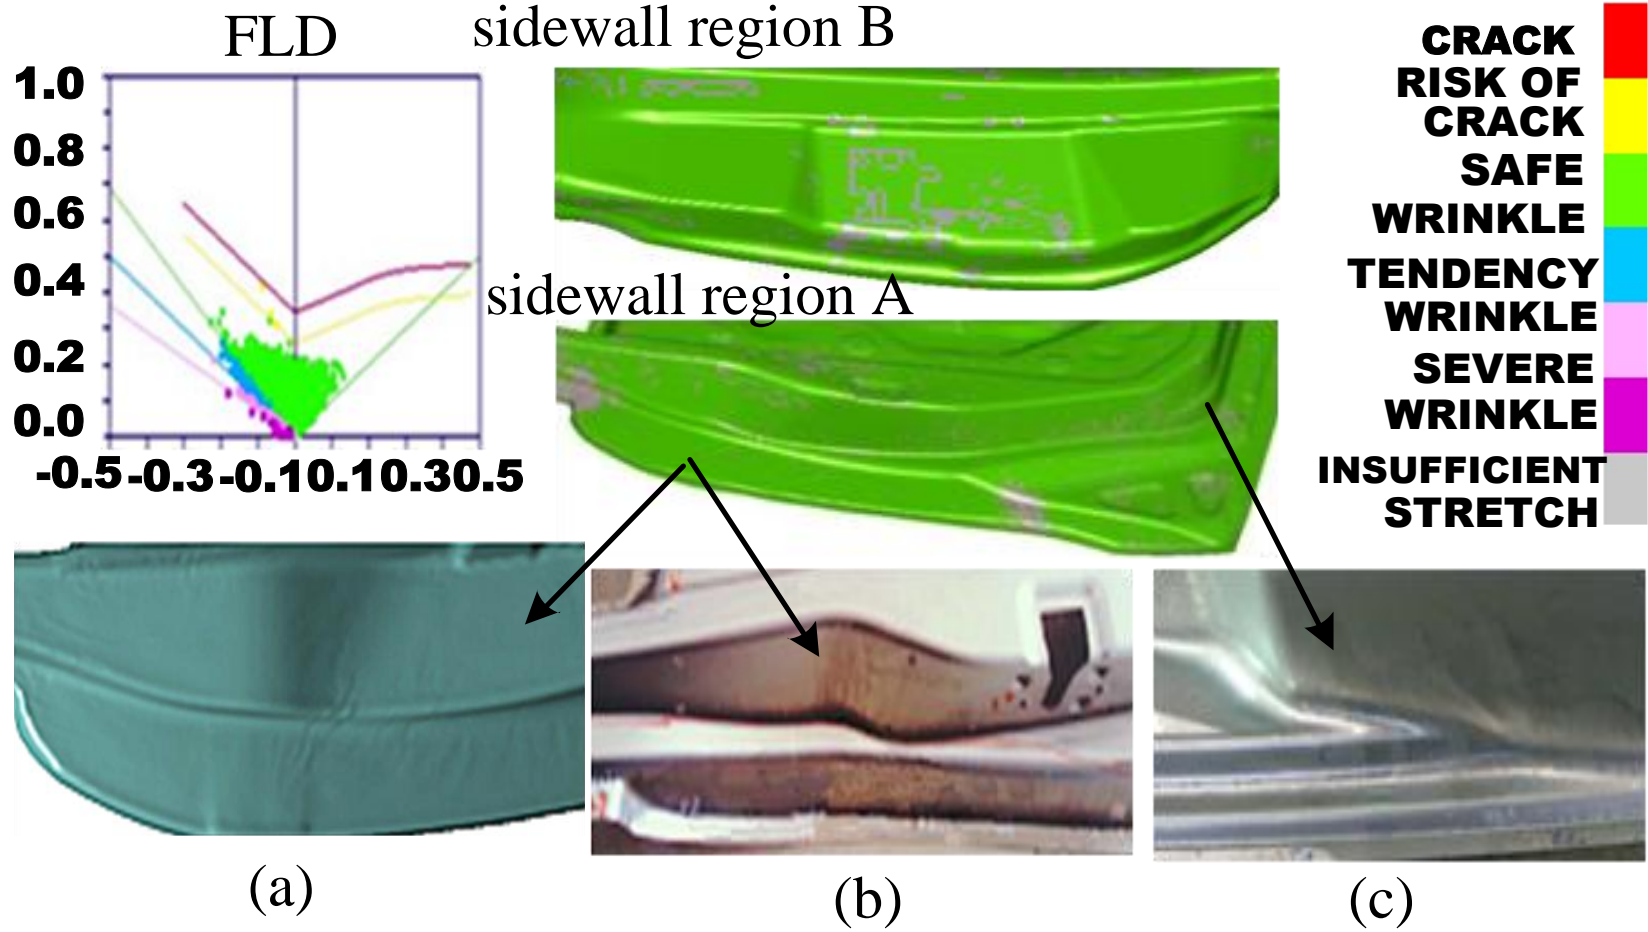 FLD
sidewall region B
1.0
0.8
0.6
0.4
0.2
0.0
-0.5-0.3-0.100.10.30.5
sidewall region A
CRACK
RISK OF
CRACK
SAFE
WRINKLE
TENDENCY
WRINKLE
SEVERE
WRINKLE
INSUFFICIENT
STRETCH
(a)
(b)
(c)